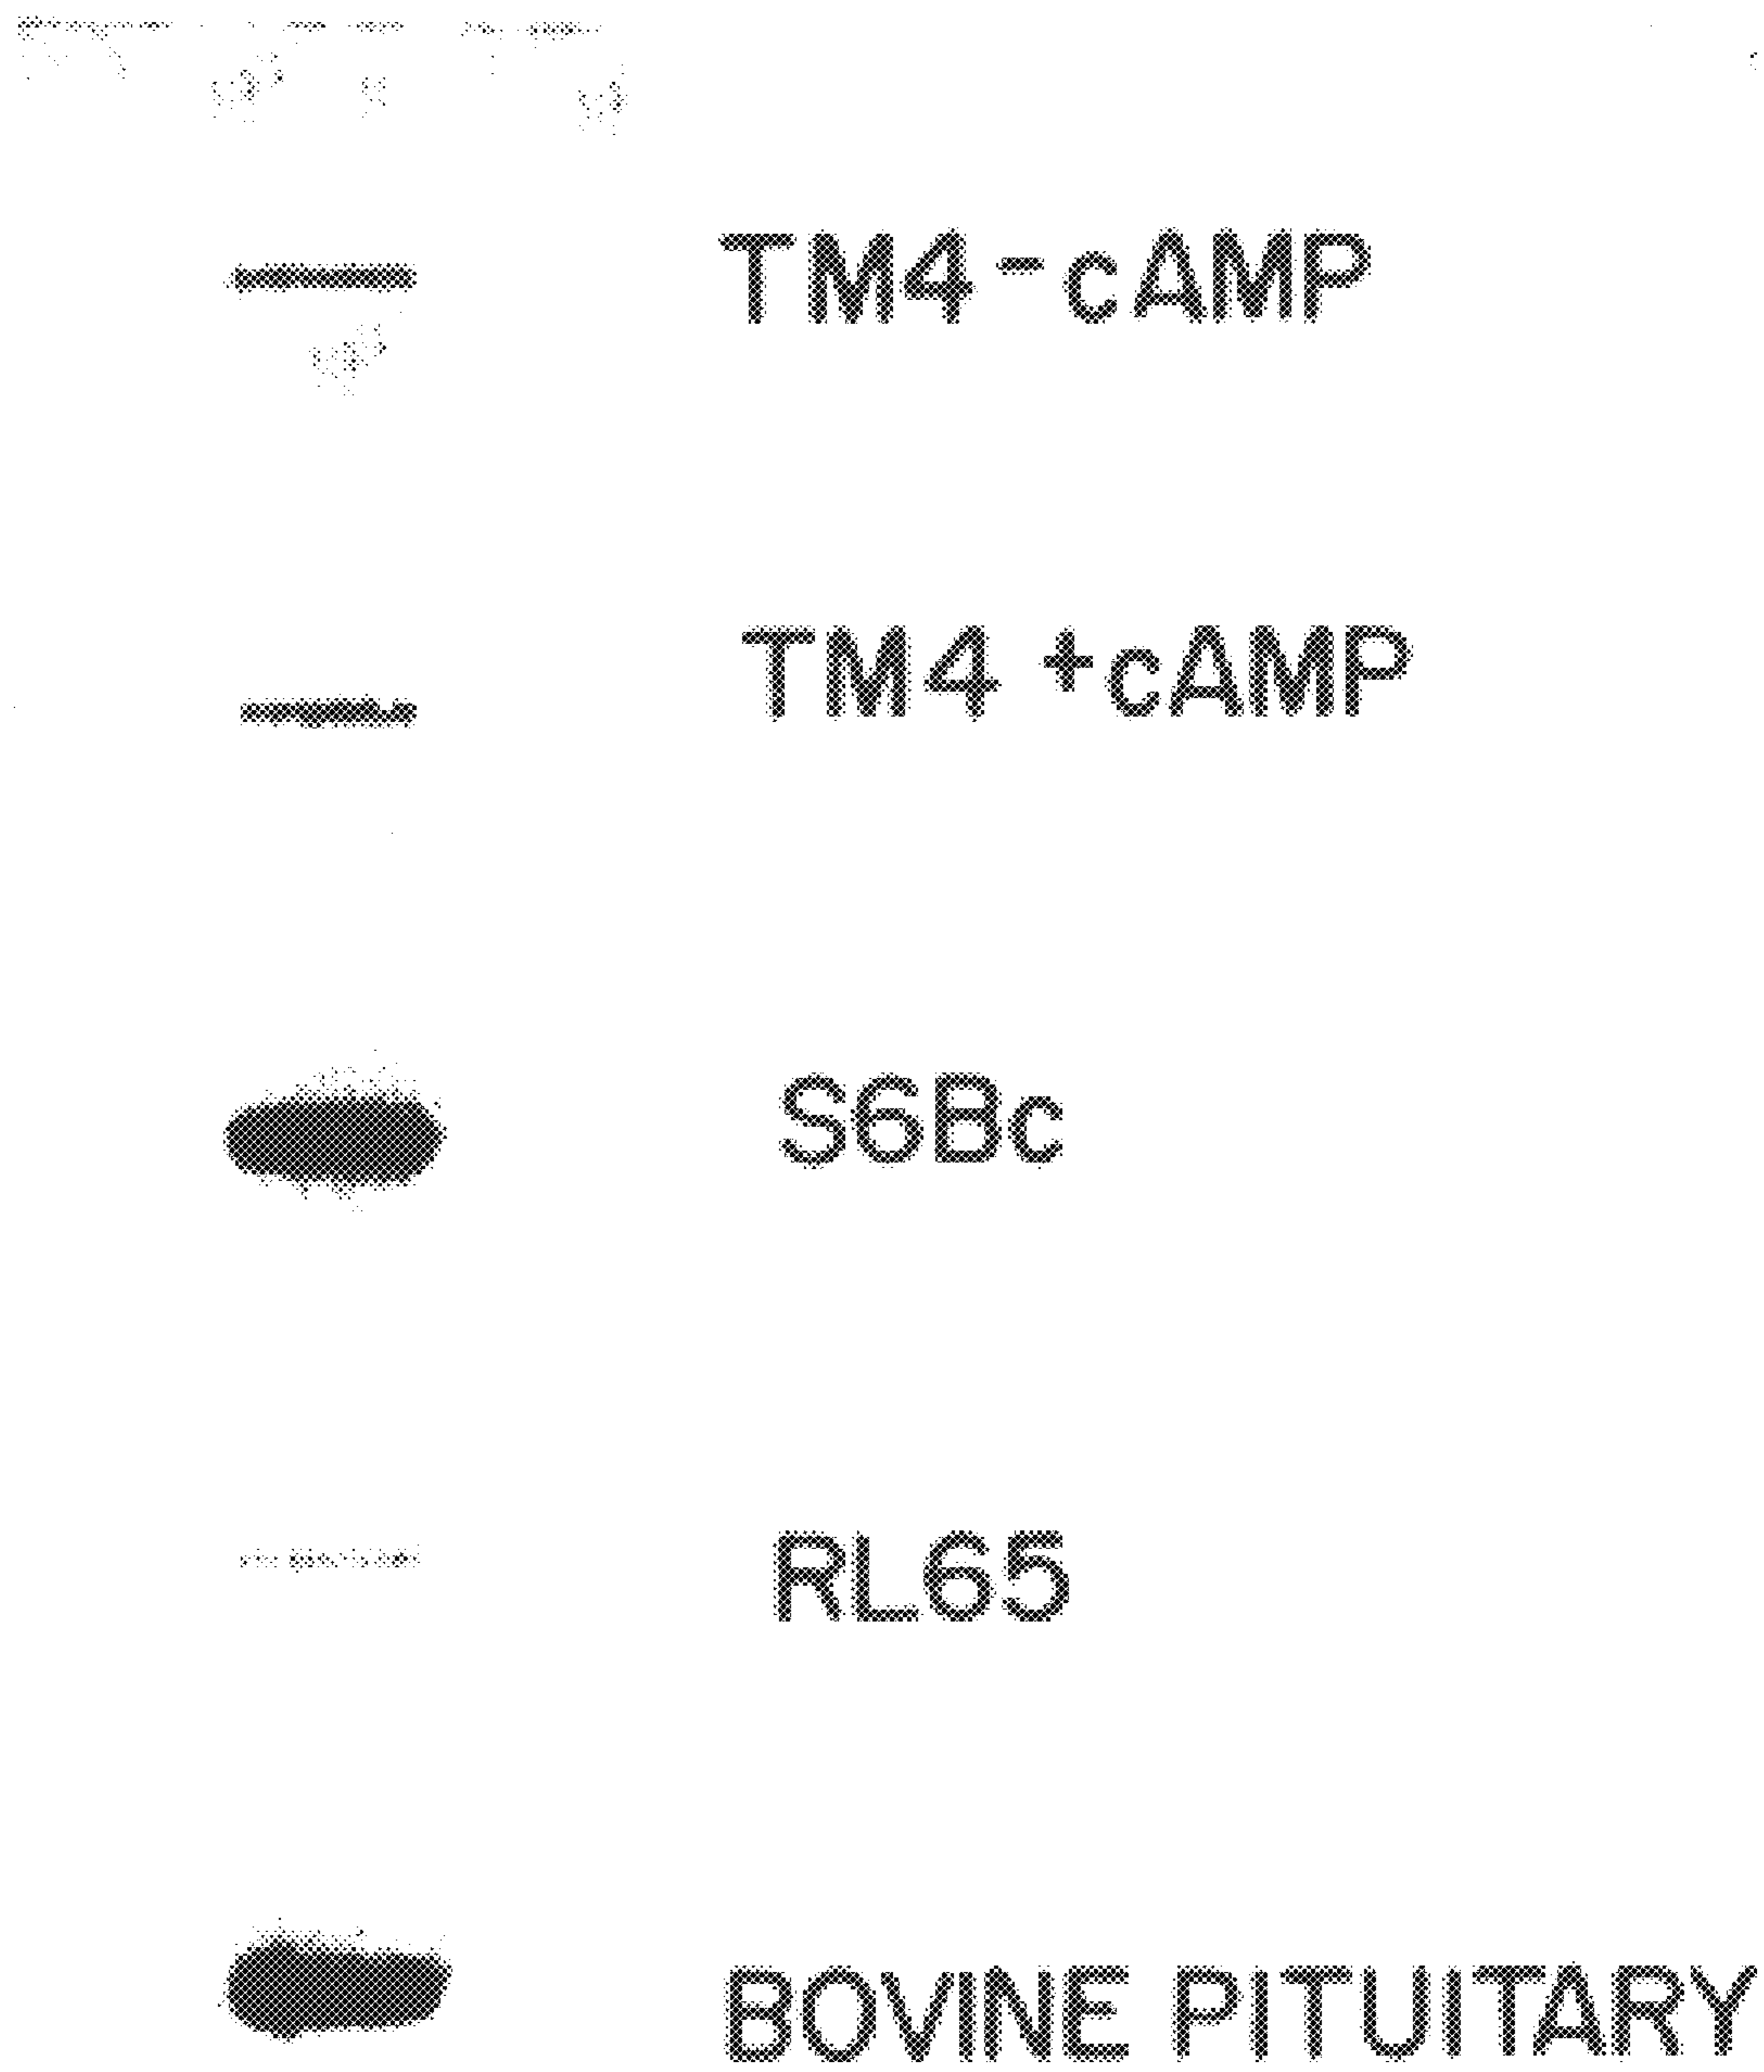 TM4-cAMP
TM4 +cAMP
S6Bc
RL65
BOVINE PITUITARY